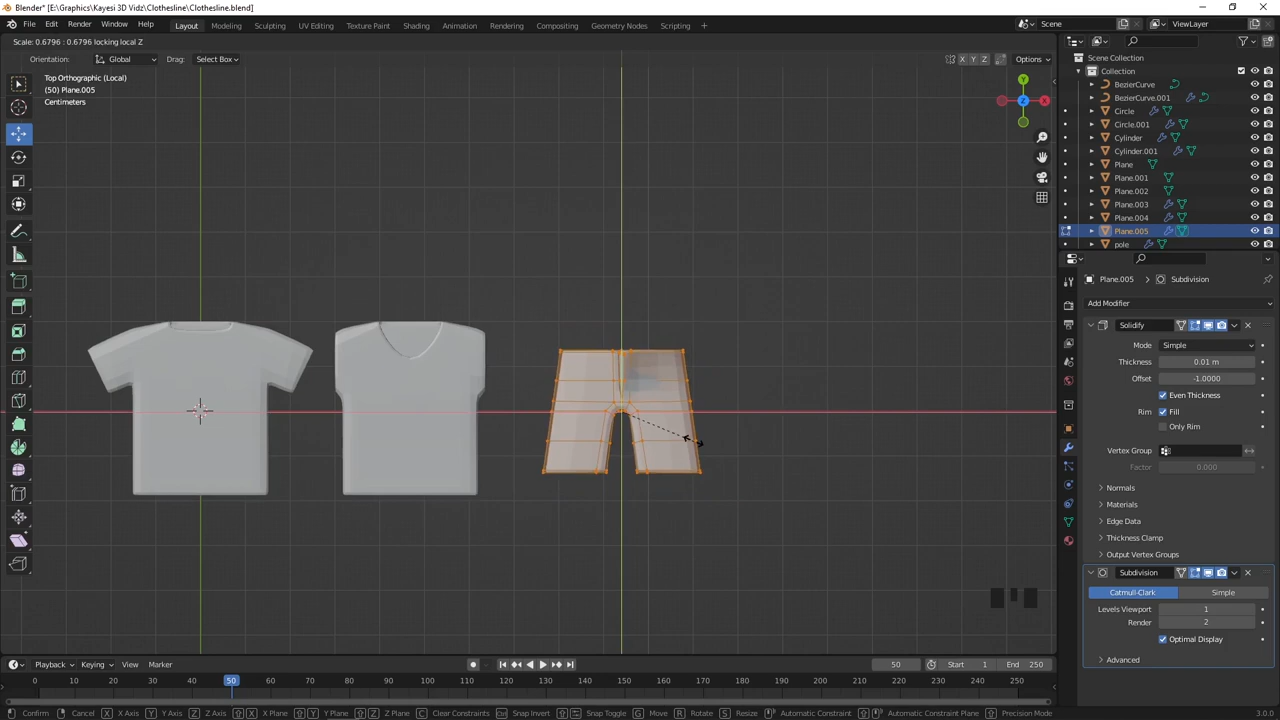 Blender* [E:\Graphics\Kayesi 3D Vidz\Clothesline\Clothesline.blend]
File Edit Render Window Help Layout Modeling Sculpting UV Editing Texture Paint Shading Animation Rendering Compositing Geometry Nodes Scripting Scene ViewLayer
Scale: 0.6796 : 0.6796 locking local Z
Orientation: Global Drag: Select Box X Y Z Options
Top Orthographic (Local)
(50) Plane.005
Centimeters
Y
Z
X
Scene Collection
Collection
BezierCurve
BezierCurve.001
Circle
Circle.001
Cylinder
Cylinder.001
Plane
Plane.001
Plane.002
Plane.003
Plane.004
Plane.005
pole
Plane.005 Subdivision
Add Modifier
Solidify
Mode Simple
Thickness 0.01 m
Offset -1.0000
Even Thickness
Rim Fill
Only Rim
Vertex Group
Factor 0.000
Normals
Materials
Edge Data
Thickness Clamp
Output Vertex Groups
Subdivision
Catmull-Clark Simple
Levels Viewport 1
Render 2
Optimal Display
Advanced
Playback Keying View Marker 50 Start 1 End 250
0 10 20 30 40 50 60 70 80 90 100 110 120 130 140 150 160 170 180 190 200 210 220 230 240 250
Confirm Cancel X X Axis Y Y Axis Z Z Axis X X Plane Y Y Plane Z Z Plane C Clear Constraints Snap Invert Snap Toggle G Move R Rotate S Resize Automatic Constraint Automatic Constraint Plane Precision Mode 3.0.0